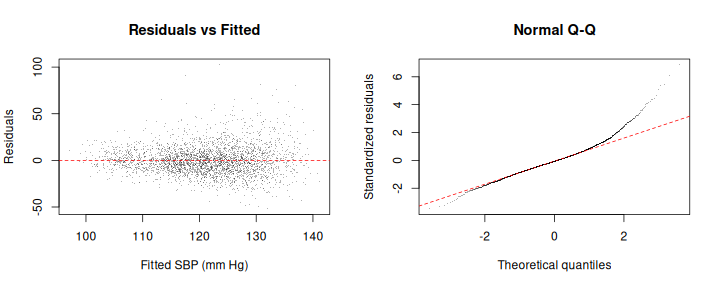 Residuals vs Fitted
Residuals
-50 0 50 100
100 110 120 130 140
Fitted SBP (mm Hg)
Normal Q-Q
Standardized residuals
-2 0 2 4 6
-2 0 2
Theoretical quantiles